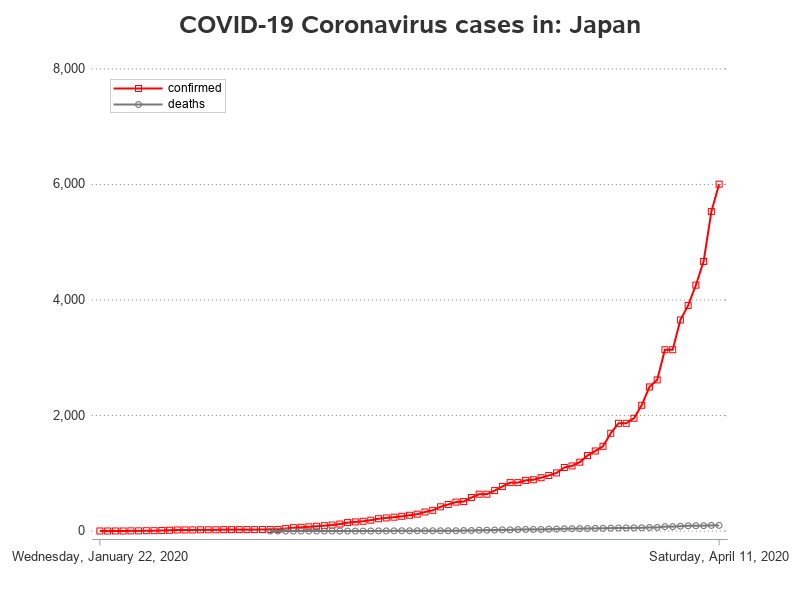 COVID-19 Coronavirus cases in: Japan
8,000
confirmed
deaths
6,000
4,000
2,000
0
Wednesday, January 22, 2020
Saturday, April 11, 2020